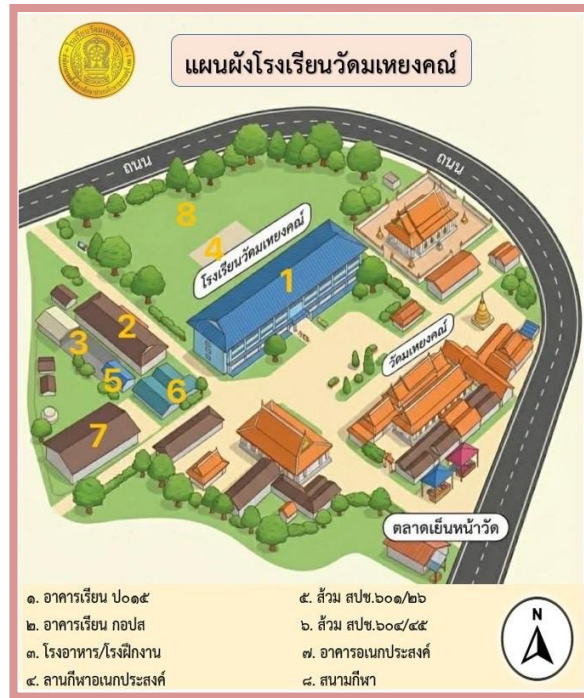 แผนผังโรงเรียนวัดมเหยงคณ์
ถนน
ถนน
8
4
โรงเรียนวัดมเหยงคณ์
1
2
3
5
6
7
วัดมเหยงคณ์
ตลาดเย็นหน้าวัด
๑. อาคารเรียน ป๐๑๕
๒. อาคารเรียน กอปส
๓. โรงอาหาร/โรงฝึกงาน
๔. ลานกีฬาอเนกประสงค์
๕. ส้วม สปช.๖๐๑/๒๖
๖. ส้วม สปช.๖๐๔/๔๕
๗. อาคารอเนกประสงค์
๘. สนามกีฬา
N